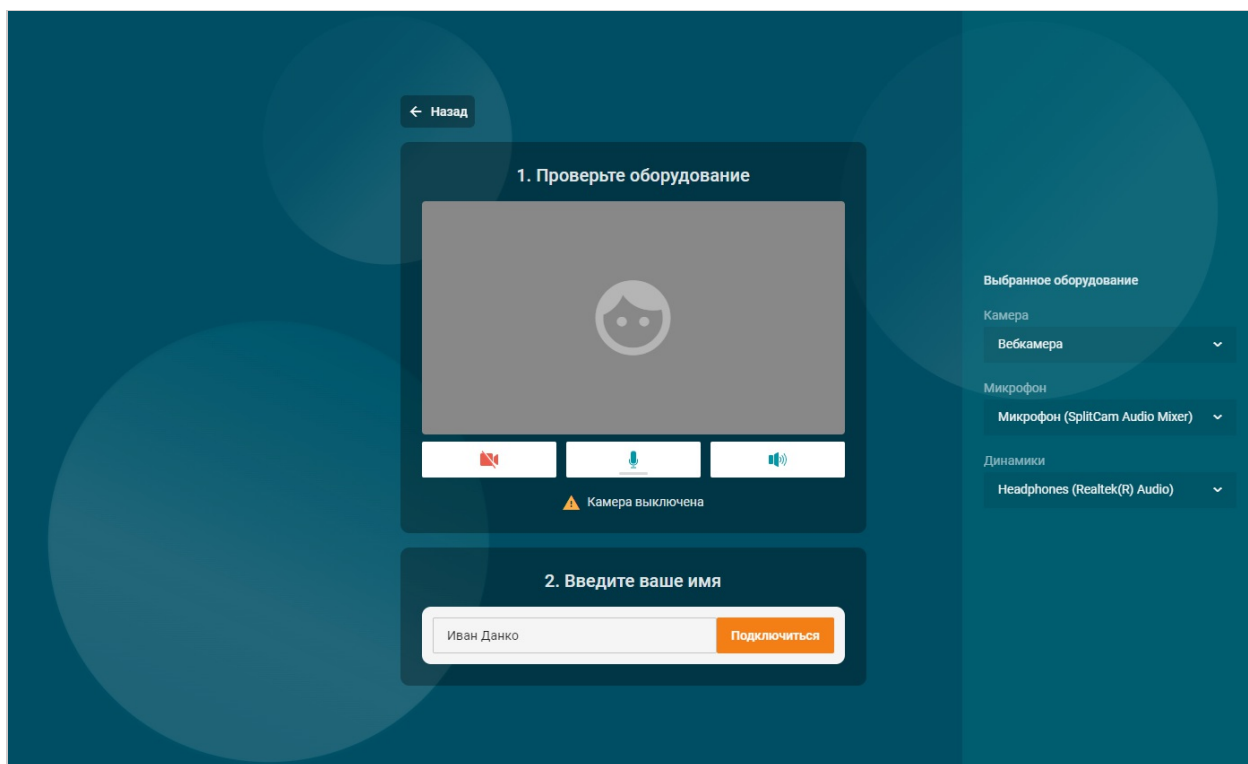 Назад
1. Проверьте оборудование
Камера выключена
2. Введите ваше имя
Иван Данко
Подключиться
Выбранное оборудование
Камера
Вебкамера
Микрофон
Микрофон (SplitCam Audio Mixer)
Динамики
Headphones (Realtek(R) Audio)